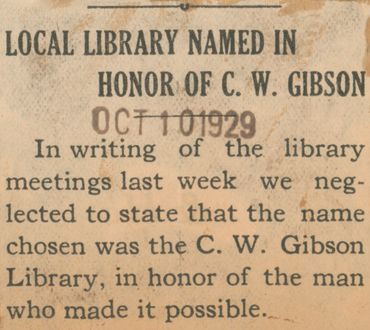 LOCAL LIBRARY NAMED IN
HONOR OF C. W. GIBSON
OCT 10 1929
In writing of the library
meetings last week we neg-
lected to state that the name
chosen was the C. W. Gibson
Library, in honor of the man
who made it possible.